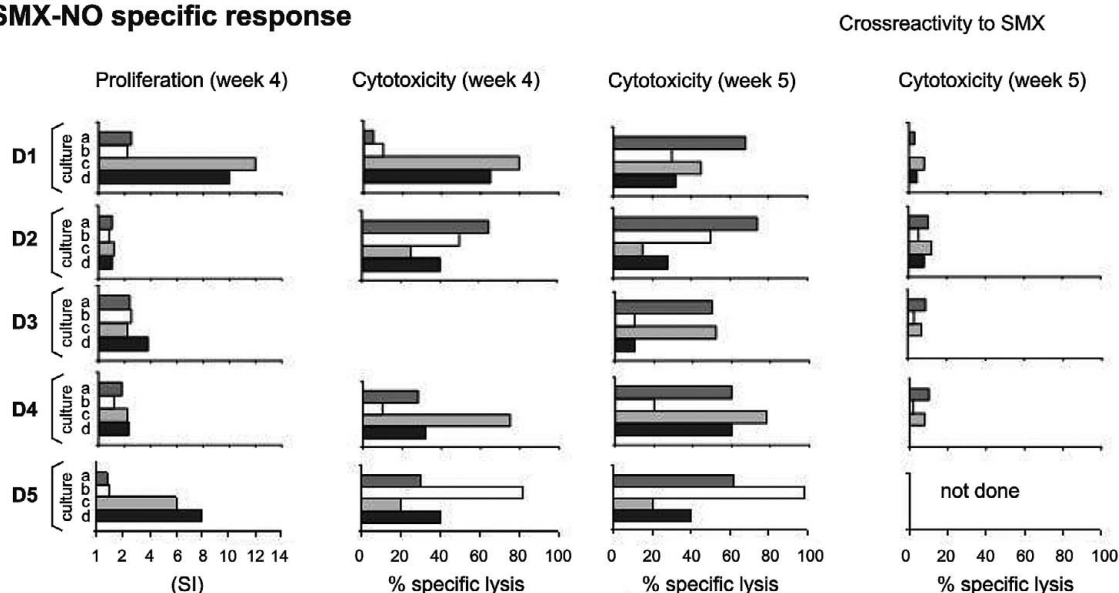 SMX-NO specific response
Crossreactivity to SMX
Proliferation (week 4)
Cytotoxicity (week 4)
Cytotoxicity (week 5)
Cytotoxicity (week 5)
D1
culture
a
b
c
d
D2
culture
a
b
c
d
D3
culture
a
b
c
d
D4
culture
a
b
c
d
D5
culture
a
b
c
d
not done
1 2 4 6 8 10 12 14
0 20 40 60 80 100
0 20 40 60 80 100
0 20 40 60 80 100
(SI)
% specific lysis
% specific lysis
% specific lysis